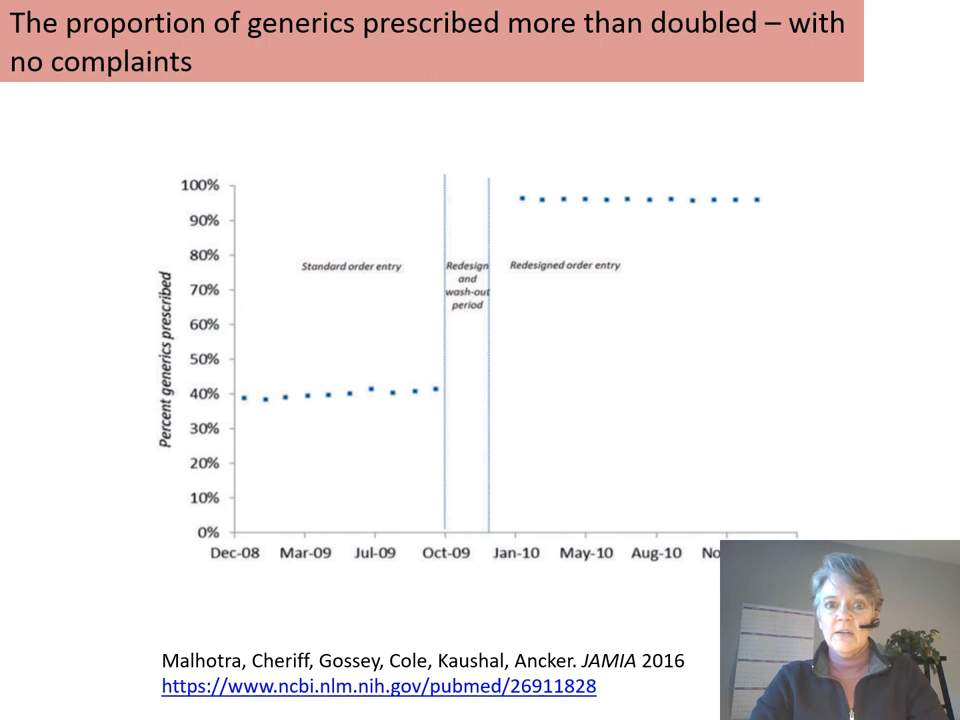 The proportion of generics prescribed more than doubled – with
no complaints
100%
90%
80%
70%
60%
50%
40%
30%
20%
10%
0%
Percent generics prescribed
Standard order entry
Redesign
and
wash-out
period
Redesigned order entry
Dec-08 Mar-09 Jul-09 Oct-09 Jan-10 May-10 Aug-10
Malhotra, Cheriff, Gossey, Cole, Kaushal, Ancker. JAMIA 2016
https://www.ncbi.nlm.nih.gov/pubmed/26911828